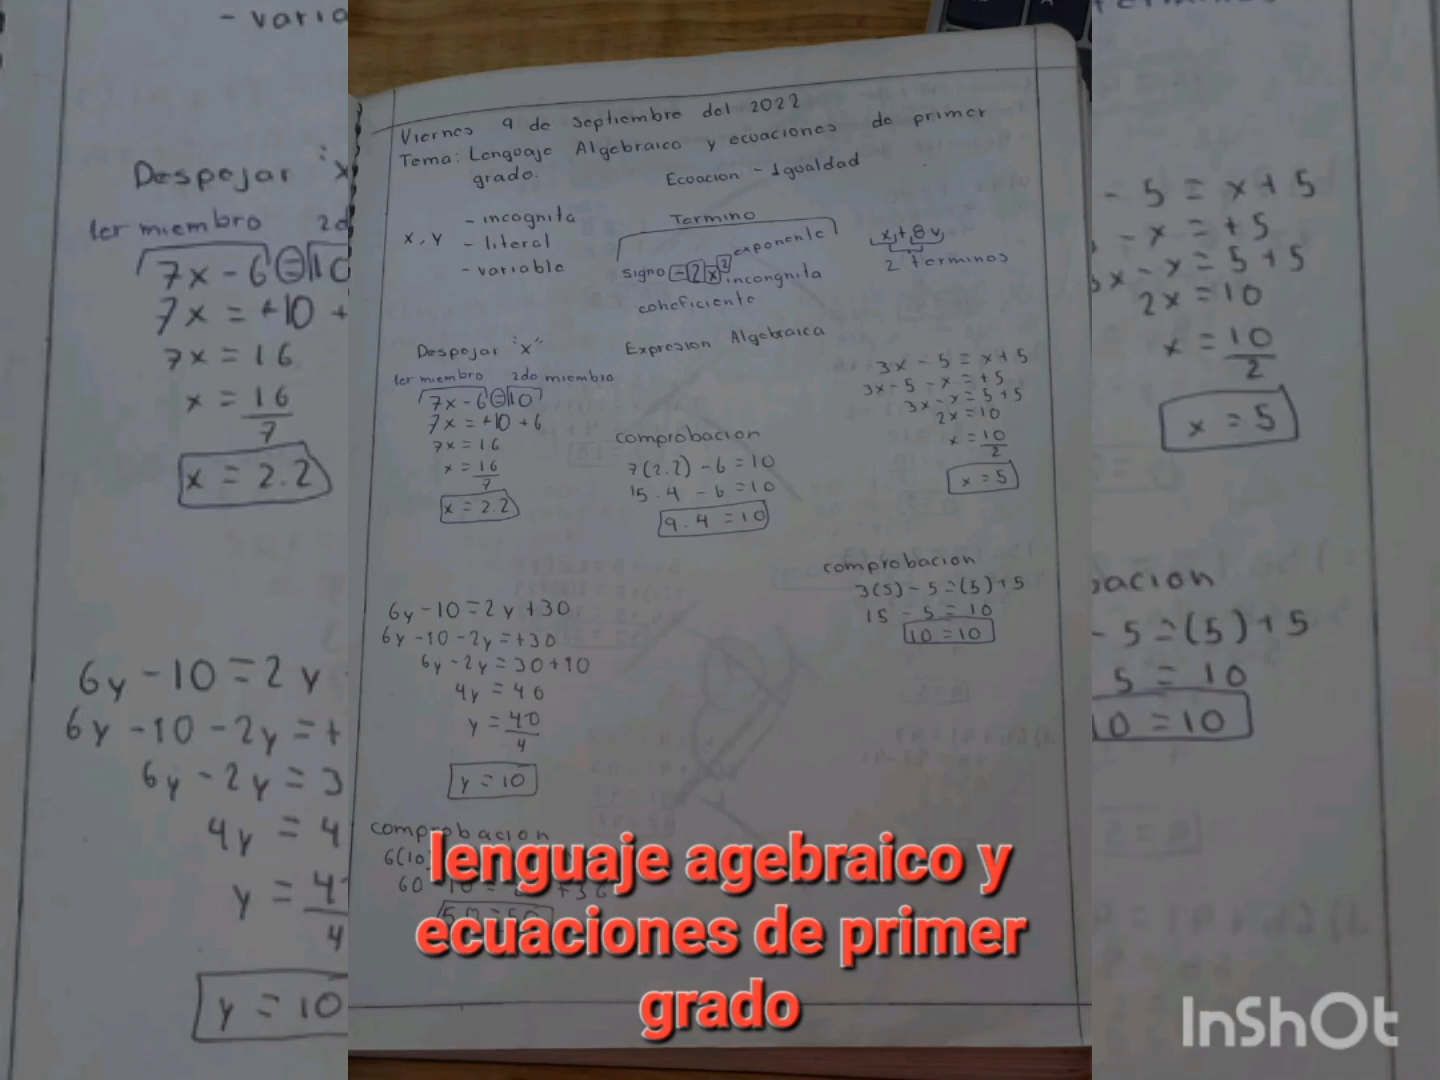 Viernes 9 de Septiembre del 2022
Tema: Lenguaje Algebraico y ecuaciones de primer
grado.
Ecuacion - Igualdad
x, y
- incognita
- literal
- variable
Termino
signo -2x² exponente
incongnita
coheficiente
x + 8y
2 terminos
Expresion Algebraica
Despejar "x"
1er miembro 2do miembro
7x - 6 = 10
7x = +10 + 6
7x = 16
x = 16/7
x = 2.2
comprobacion
7(2.2) - 6 = 10
15.4 - 6 = 10
9.4 = 10
3x - 5 = x + 5
3x - 5 - x = +5
3x - x = 5 + 5
2x = 10
x = 10/2
x = 5
comprobacion
3(5) - 5 = (5) + 5
15 - 5 = 10
10 = 10
6y - 10 = 2y + 30
6y - 10 - 2y = +30
6y - 2y = 30 + 10
4y = 40
y = 40/4
y = 10
comprobacion
6(10
60
lenguaje agebraico y
ecuaciones de primer
grado
InShOt